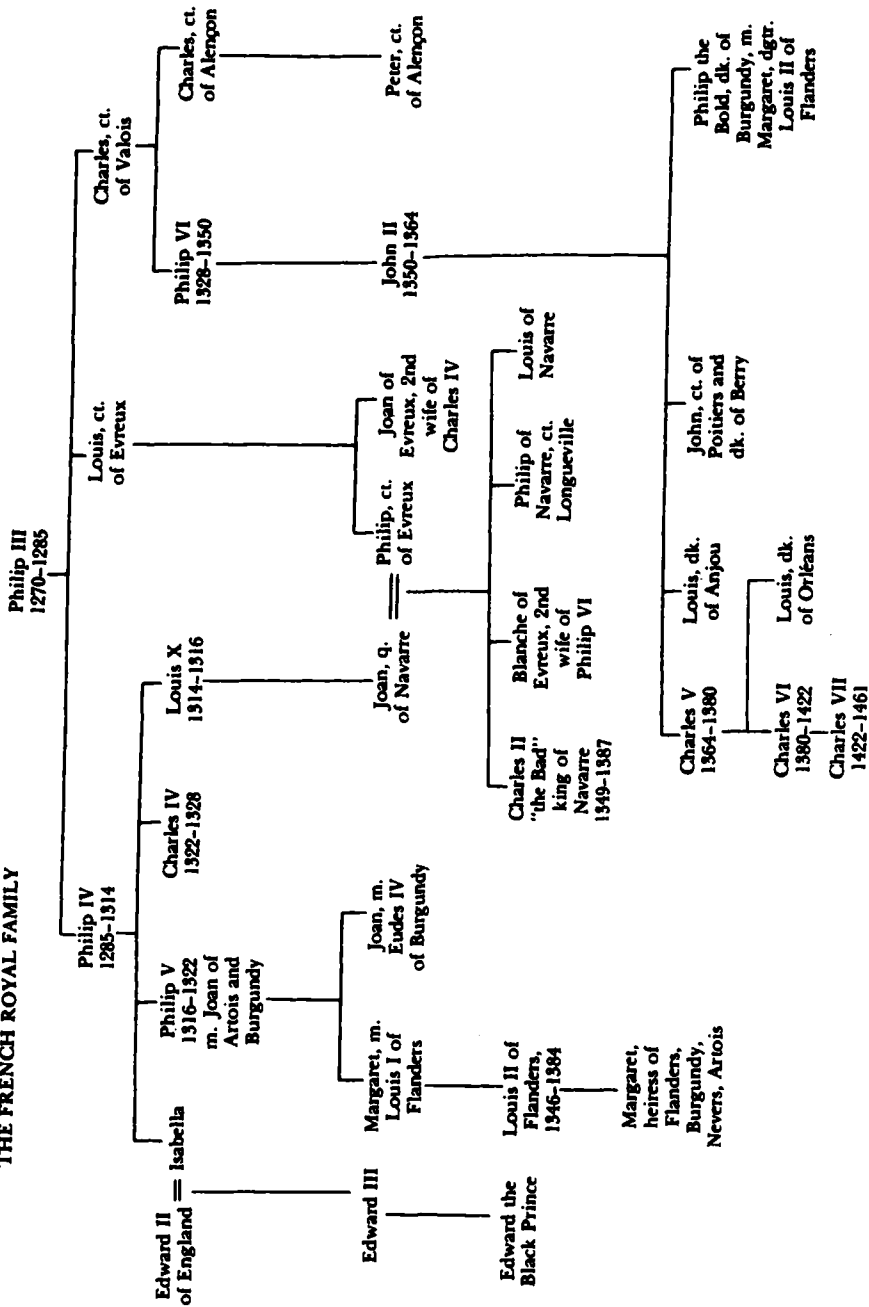 THE FRENCH ROYAL FAMILY
Philip III
1270–1285
Philip IV
1285–1314
Louis, ct.
of Evreux
Charles, ct.
of Valois
Edward II
of England
Isabella
Philip V
1316–1322
m. Joan of
Artois and
Burgundy
Charles IV
1322–1328
Louis X
1314–1316
Philip VI
1328–1350
Charles, ct.
of Alençon
Edward III
Margaret, m.
Louis I of
Flanders
Joan, m.
Eudes IV
of Burgundy
Joan, q.
of Navarre
Philip, ct.
of Evreux
Joan of
Evreux, 2nd
wife of
Charles IV
John II
1350–1364
Peter, ct.
of Alençon
Edward the
Black Prince
Louis II of
Flanders,
1346–1384
Charles II
"the Bad"
king of
Navarre
1349–1387
Blanche of
Evreux, 2nd
wife of
Philip VI
Philip of
Navarre, ct.
Longueville
Louis of
Navarre
Margaret,
heiress of
Flanders,
Burgundy,
Nevers, Artois
Charles V
1364–1380
Louis, dk.
of Anjou
John, ct. of
Poitiers and
dk. of Berry
Philip the
Bold, dk. of
Burgundy, m.
Margaret, dgtr.
Louis II of
Flanders
Charles VI
1380–1422
Louis, dk.
of Orléans
Charles VII
1422–1461